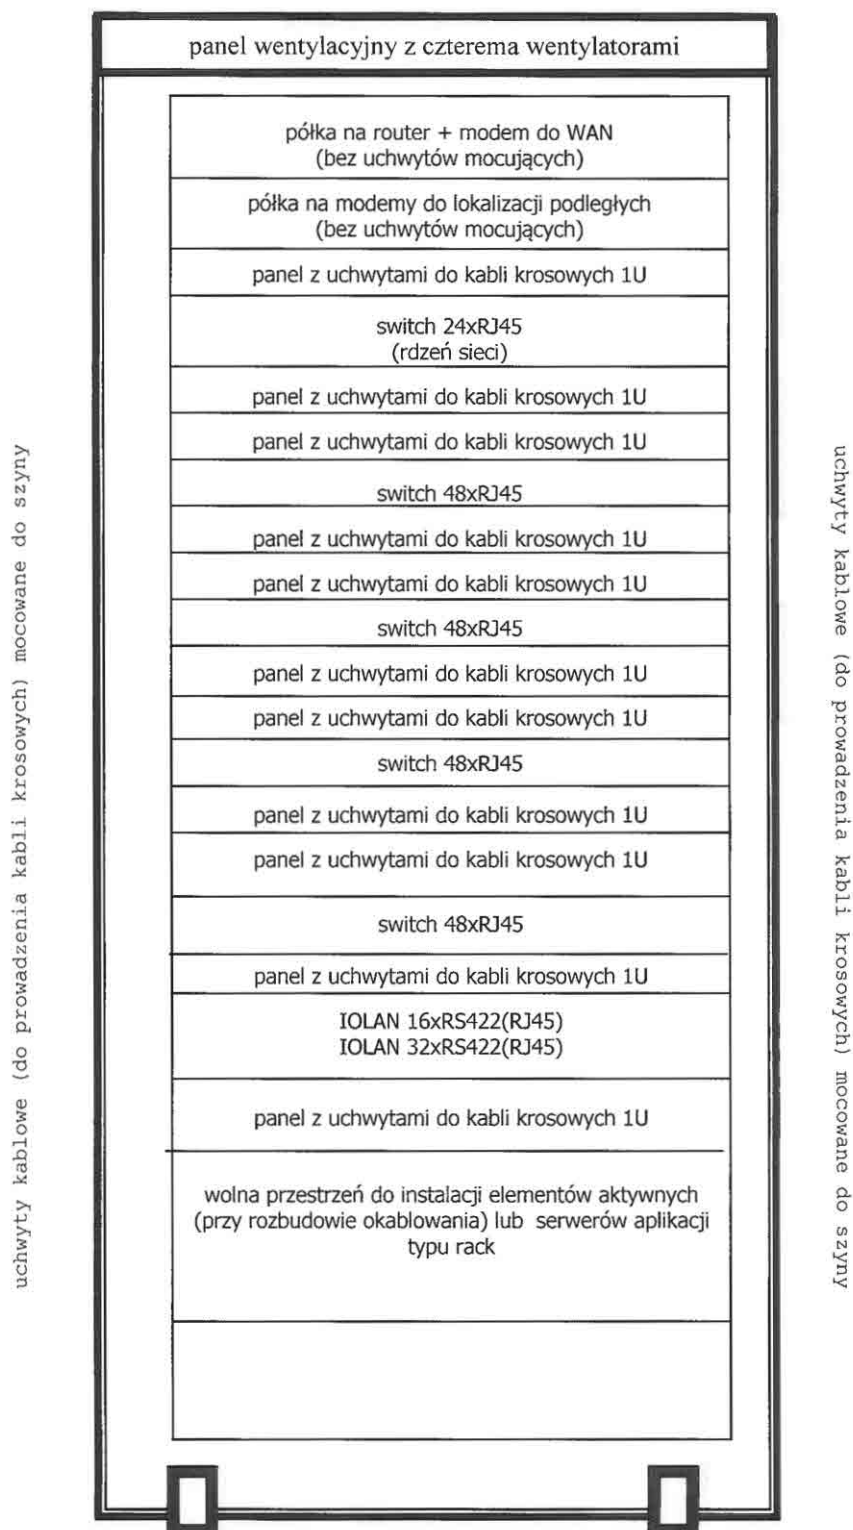 panel wentylacyjny z czterema wentylatorami
półka na router + modem do WAN
(bez uchwytów mocujących)
półka na modemy do lokalizacji podległych
(bez uchwytów mocujących)
panel z uchwytami do kabli krosowych 1U
switch 24xRJ45
(rdzeń sieci)
panel z uchwytami do kabli krosowych 1U
panel z uchwytami do kabli krosowych 1U
switch 48xRJ45
panel z uchwytami do kabli krosowych 1U
panel z uchwytami do kabli krosowych 1U
switch 48xRJ45
panel z uchwytami do kabli krosowych 1U
panel z uchwytami do kabli krosowych 1U
switch 48xRJ45
panel z uchwytami do kabli krosowych 1U
panel z uchwytami do kabli krosowych 1U
switch 48xRJ45
panel z uchwytami do kabli krosowych 1U
IOLAN 16xRS422(RJ45)
IOLAN 32xRS422(RJ45)
panel z uchwytami do kabli krosowych 1U
wolna przestrzeń do instalacji elementów aktywnych
(przy rozbudowie okablowania) lub serwerów aplikacji
typu rack
uchwyty kablowe (do prowadzenia kabli krosowych) mocowane do szyny
uchwyty kablowe (do prowadzenia kabli krosowych) mocowane do szyny